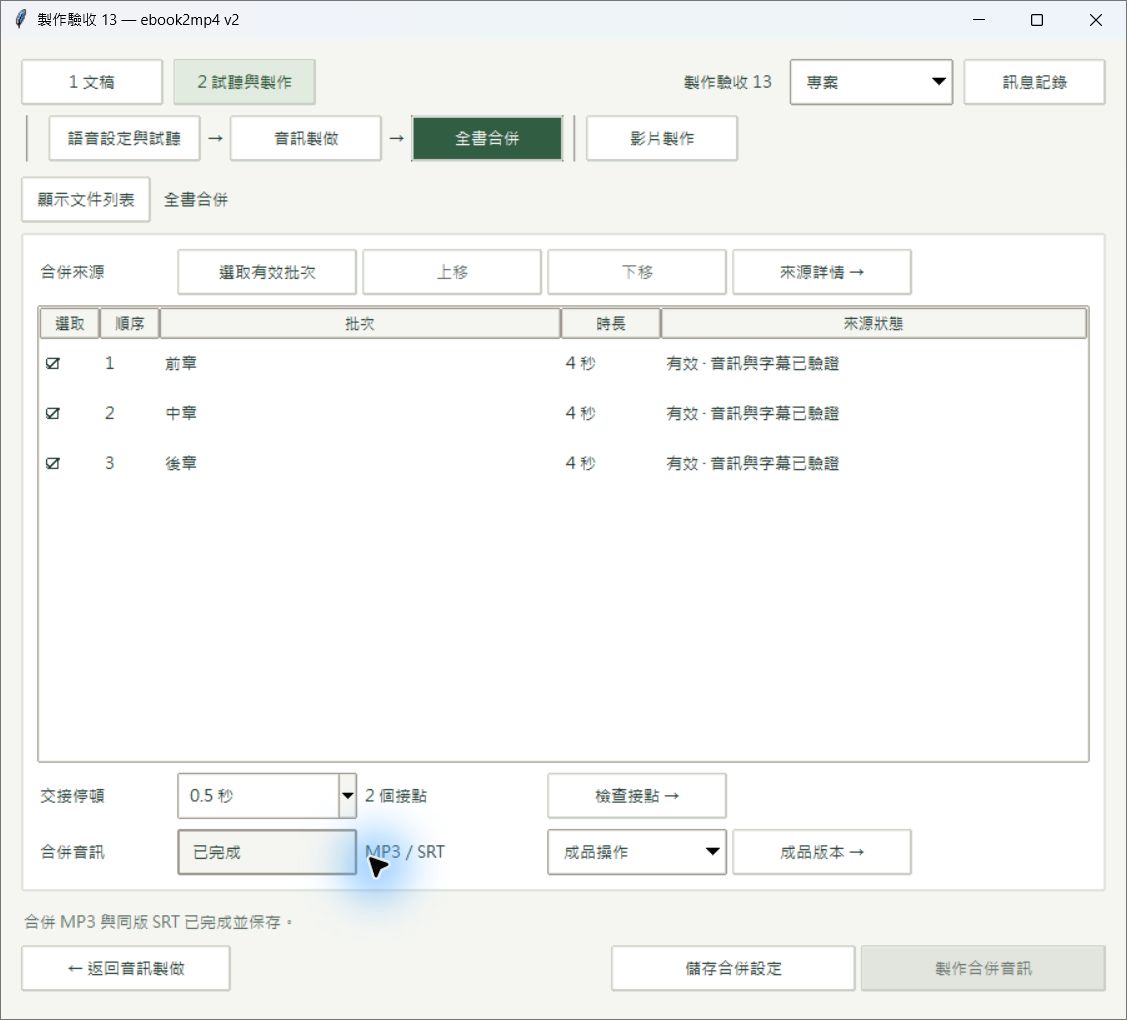 製作驗收 13 — ebook2mp4 v2
1 文稿 2 試聽與製作 製作驗收 13 專案 訊息記錄
語音設定與試聽 → 音訊製做 → 全書合併 影片製作
顯示文件列表 全書合併
合併來源 選取有效批次 上移 下移 來源詳情 →
選取 順序 批次 時長 來源狀態
1 前章 4 秒 有效 · 音訊與字幕已驗證
2 中章 4 秒 有效 · 音訊與字幕已驗證
3 後章 4 秒 有效 · 音訊與字幕已驗證
交接停頓 0.5 秒 2 個接點 檢查接點 →
合併音訊 已完成 MP3 / SRT 成品操作 成品版本 →
合併 MP3 與同版 SRT 已完成並保存。
← 返回音訊製做 儲存合併設定 製作合併音訊